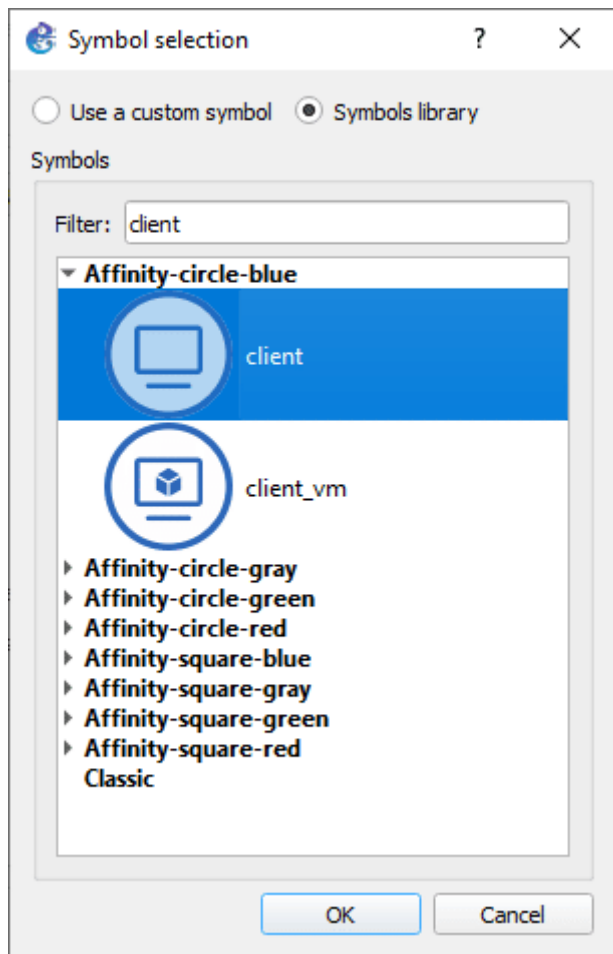 Symbol selection ?
Use a custom symbol Symbols library
Symbols
Filter: client
Affinity-circle-blue
client
client_vm
Affinity-circle-gray
Affinity-circle-green
Affinity-circle-red
Affinity-square-blue
Affinity-square-gray
Affinity-square-green
Affinity-square-red
Classic
OK Cancel